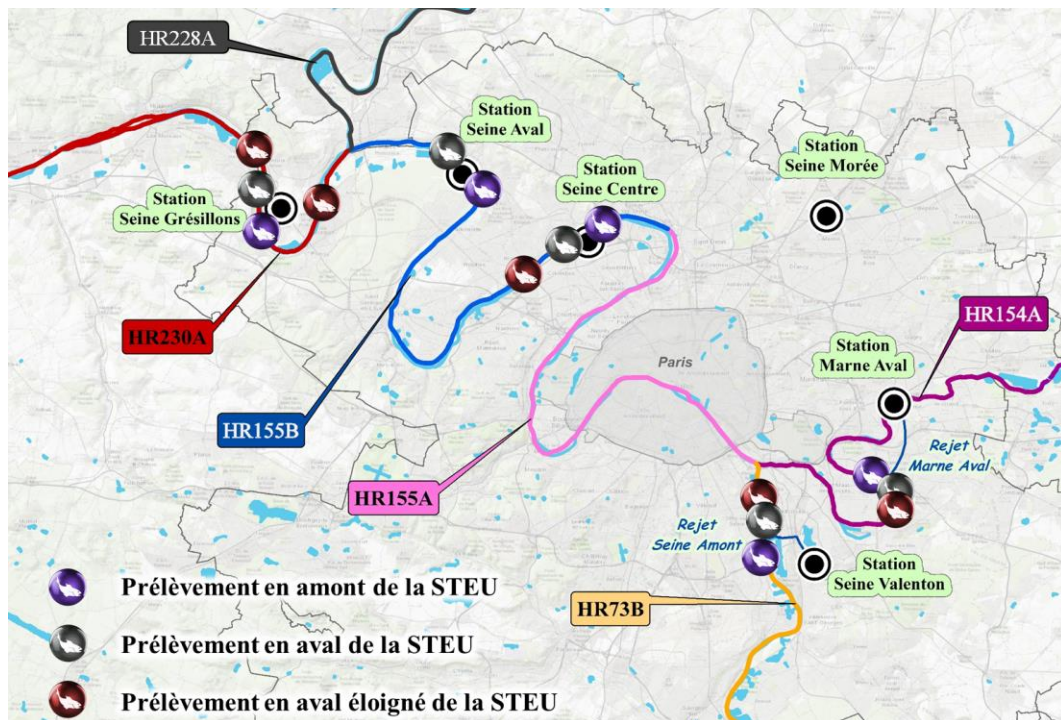 HR228A
Station
Seine Aval
Station
Seine Centre
Station
Seine Morée
Station
Seine Grésillons
HR230A
HR154A
Station
Marne Aval
Paris
HR155B
Rejet
Marne Aval
HR155A
Rejet
Seine Amont
Station
Seine Valenton
HR73B
Prélèvement en amont de la STEU
Prélèvement en aval de la STEU
Prélèvement en aval éloigné de la STEU